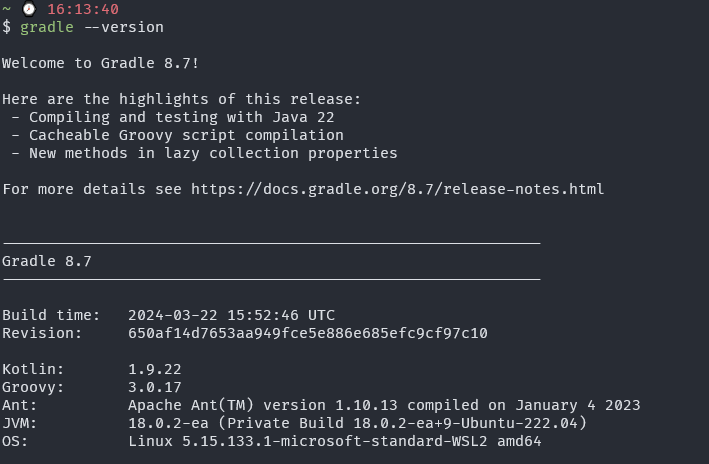 ~ ⌚ 16:13:40
$ gradle --version
Welcome to Gradle 8.7!
Here are the highlights of this release:
- Compiling and testing with Java 22
- Cacheable Groovy script compilation
- New methods in lazy collection properties
For more details see https://docs.gradle.org/8.7/release-notes.html
------------------------------------------------------------
Gradle 8.7
------------------------------------------------------------
Build time:   2024-03-22 15:52:46 UTC
Revision:     650af14d7653aa949fce5e886e685efc9cf97c10
Kotlin:       1.9.22
Groovy:       3.0.17
Ant:          Apache Ant(TM) version 1.10.13 compiled on January 4 2023
JVM:          18.0.2-ea (Private Build 18.0.2-ea+9-Ubuntu-222.04)
OS:           Linux 5.15.133.1-microsoft-standard-WSL2 amd64